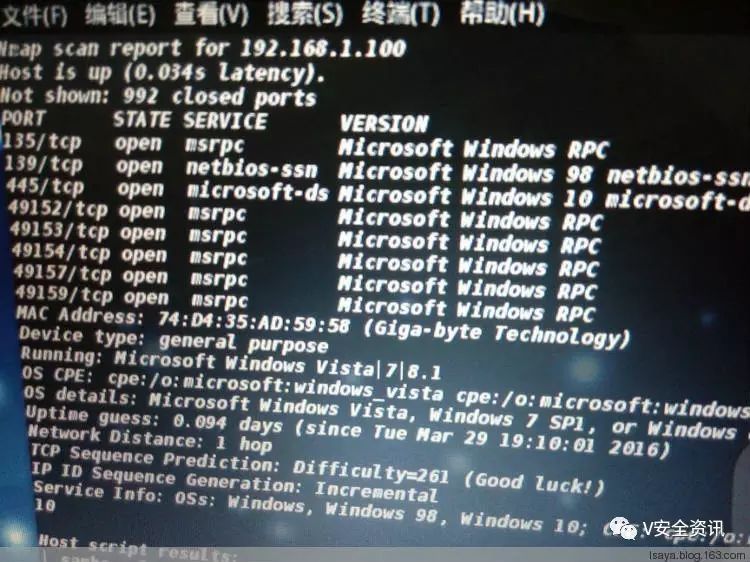 文件(F) 编辑(E) 查看(V) 搜索(S) 终端(T) 帮助(H)
Nmap scan report for 192.168.1.100
Host is up (0.034s latency).
Not shown: 992 closed ports
PORT STATE SERVICE VERSION
135/tcp open msrpc Microsoft Windows RPC
139/tcp open netbios-ssn Microsoft Windows 98 netbios-ssn
445/tcp open microsoft-ds Microsoft Windows 10 microsoft-d
49152/tcp open msrpc Microsoft Windows RPC
49153/tcp open msrpc Microsoft Windows RPC
49154/tcp open msrpc Microsoft Windows RPC
49157/tcp open msrpc Microsoft Windows RPC
49159/tcp open msrpc Microsoft Windows RPC
MAC Address: 74:D4:35:AD:59:58 (Giga-byte Technology)
Device type: general purpose
Running: Microsoft Windows Vista|7|8.1
OS CPE: cpe:/o:microsoft:windows_vista cpe:/o:microsoft:windows
OS details: Microsoft Windows Vista, Windows 7 SP1, or Windows
Uptime guess: 0.094 days (since Tue Mar 29 19:10:01 2016)
Network Distance: 1 hop
TCP Sequence Prediction: Difficulty=261 (Good luck!)
IP ID Sequence Generation: Incremental
Service Info: OSs: Windows, Windows 98, Windows 10; cpe:/o:
10
Host script results:
V安全资讯
lsaya.blog.163.com